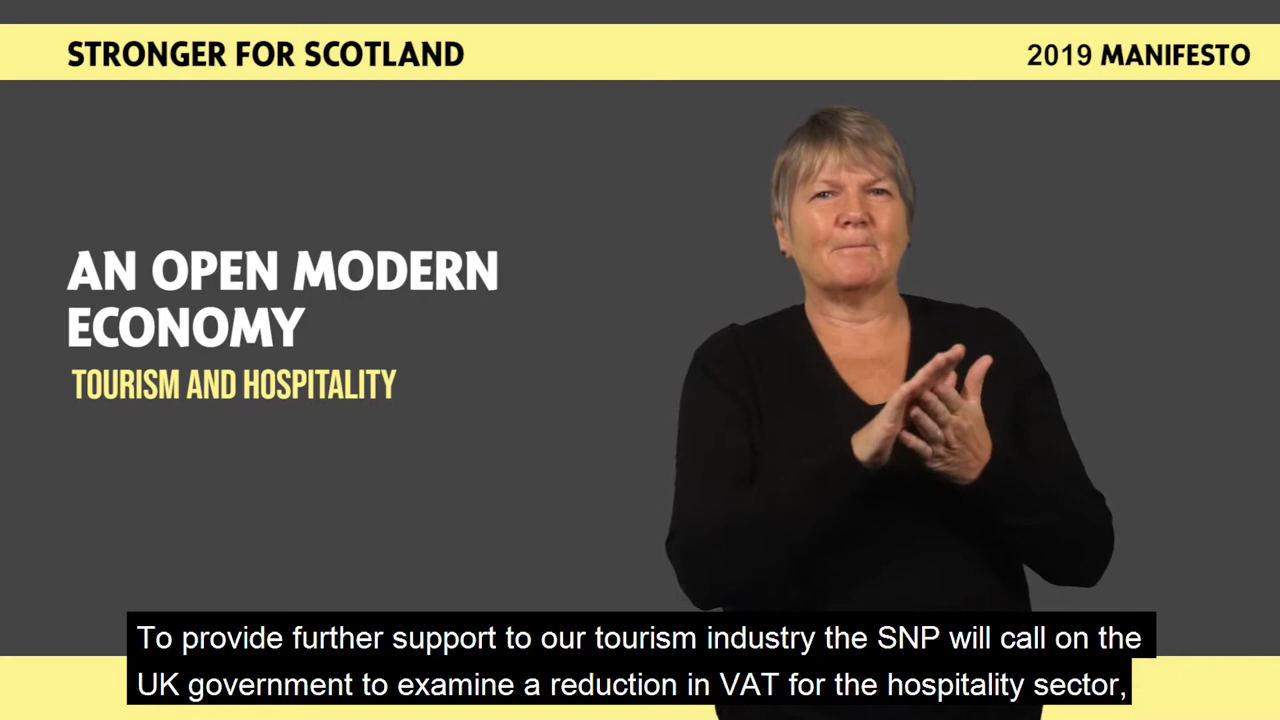 STRONGER FOR SCOTLAND
2019 MANIFESTO
AN OPEN MODERN
ECONOMY
TOURISM AND HOSPITALITY
To provide further support to our tourism industry the SNP will call on the
UK government to examine a reduction in VAT for the hospitality sector,